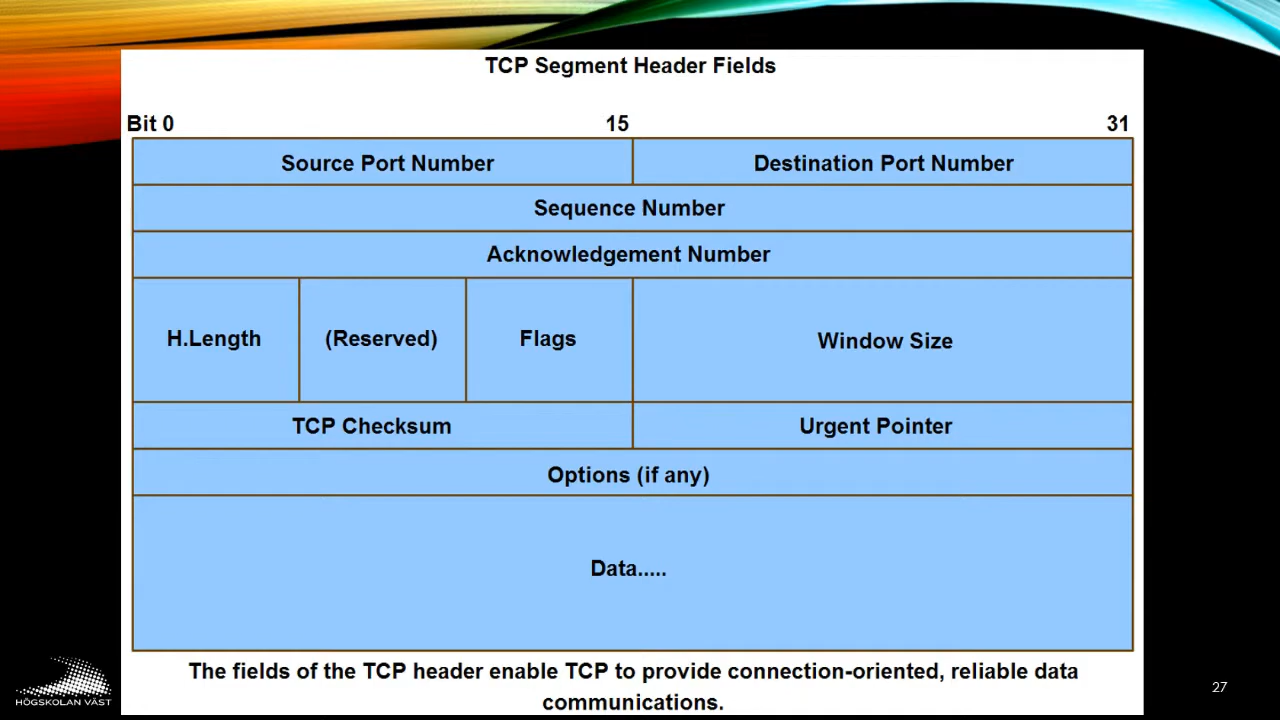 TCP Segment Header Fields
Bit 0 15 31
Source Port Number Destination Port Number
Sequence Number
Acknowledgement Number
H.Length (Reserved) Flags Window Size
TCP Checksum Urgent Pointer
Options (if any)
Data.....
The fields of the TCP header enable TCP to provide connection-oriented, reliable data
communications.
HÖGSKOLAN VÄST
27